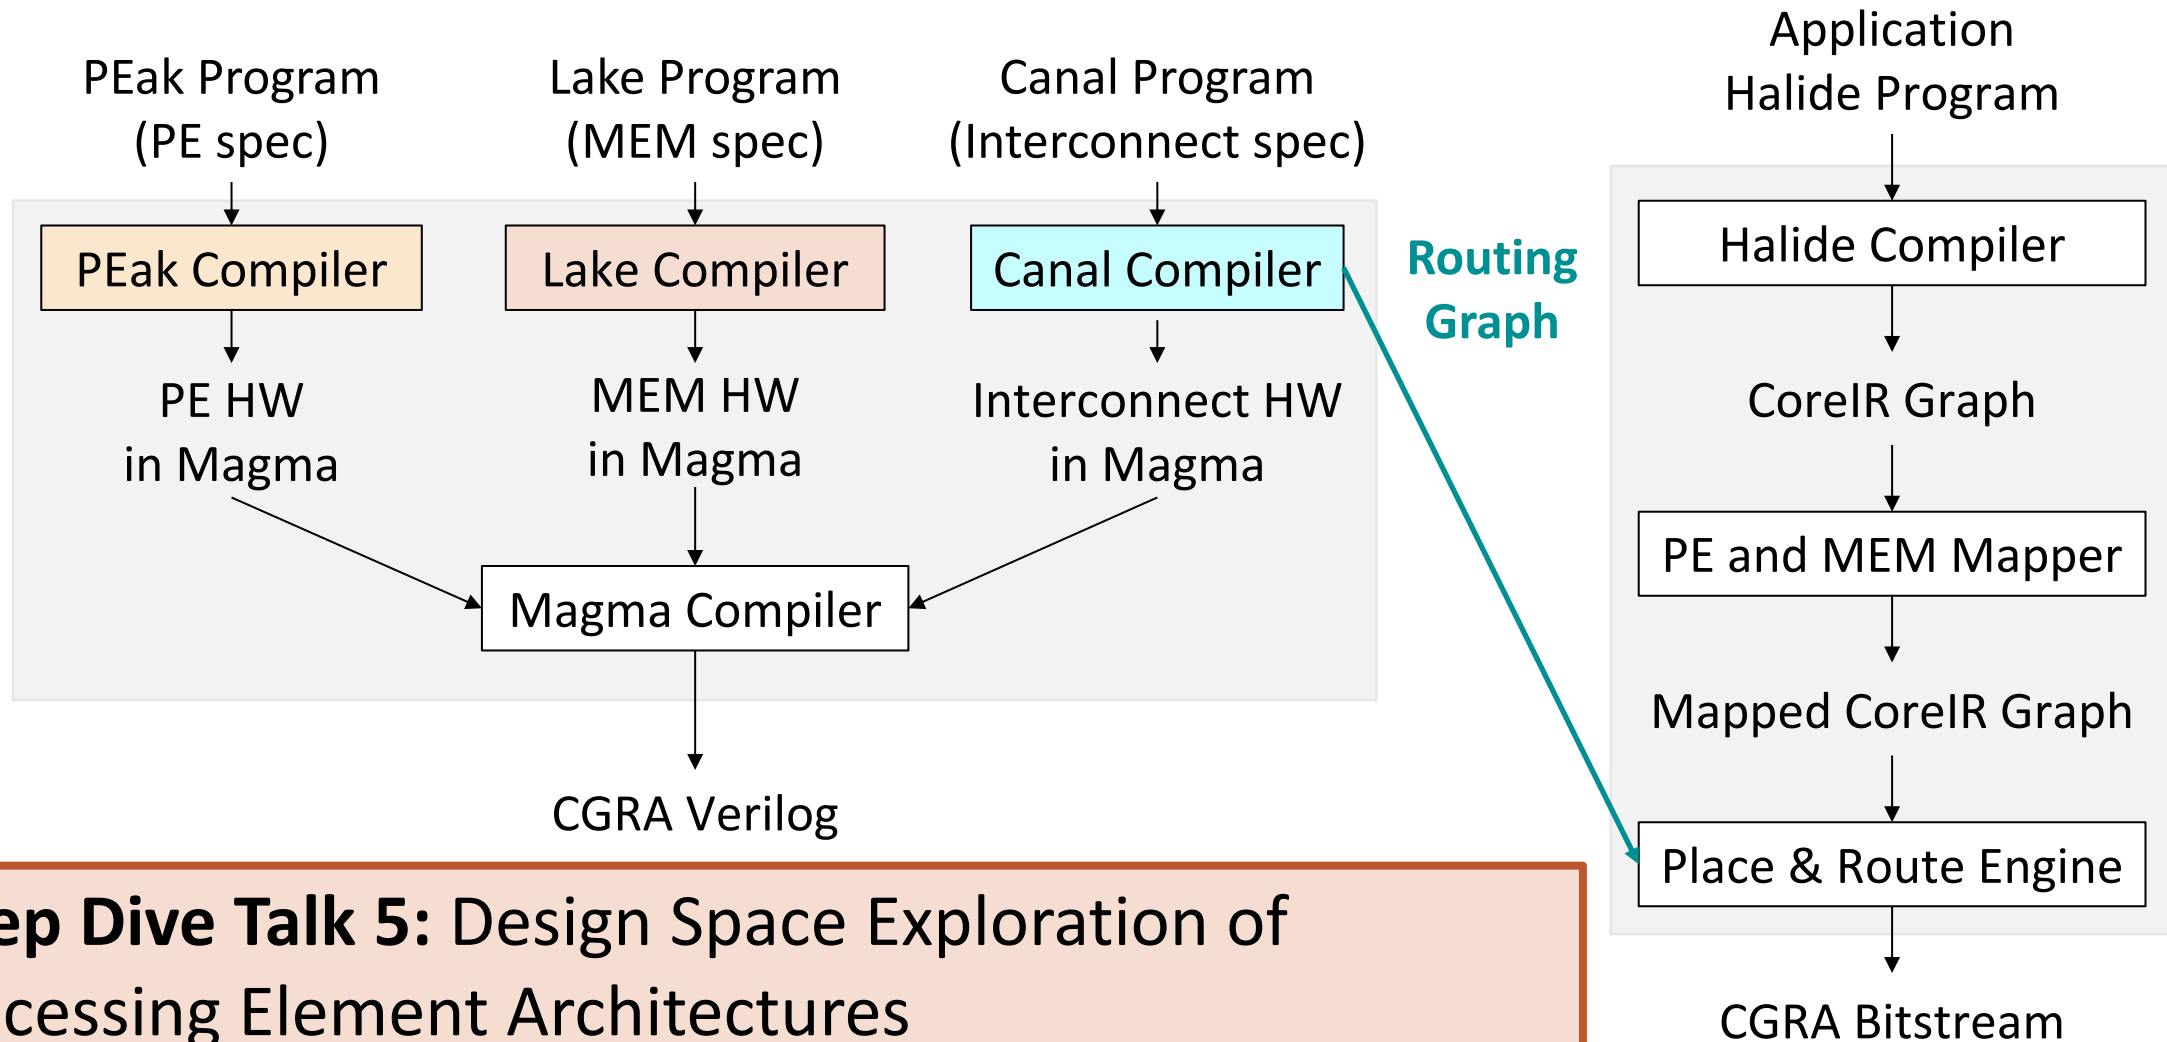 PEak Program
(PE spec)
Lake Program
(MEM spec)
Canal Program
(Interconnect spec)
Application
Halide Program
PEak Compiler
Lake Compiler
Canal Compiler
Routing
Graph
Halide Compiler
PE HW
in Magma
MEM HW
in Magma
Interconnect HW
in Magma
CoreIR Graph
Magma Compiler
PE and MEM Mapper
Mapped CoreIR Graph
CGRA Verilog
Place & Route Engine
ep Dive Talk 5: Design Space Exploration of
cessing Element Architectures
CGRA Bitstream